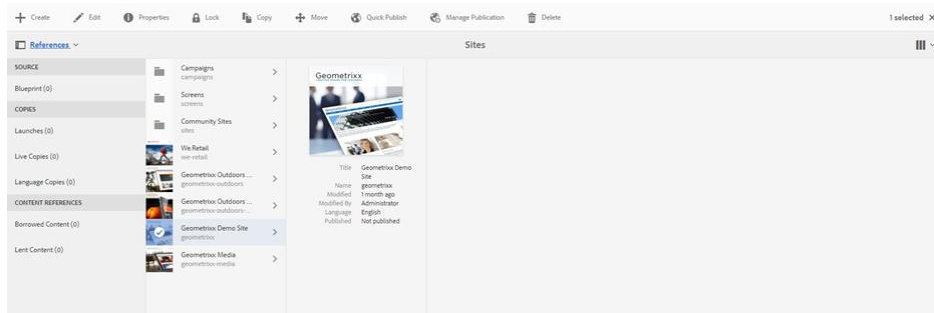 Create Edit Properties Lock Copy Move Quick Publish Manage Publication Delete 1 selected
References Sites
SOURCE
Blueprint (0)
COPIES
Launches (0)
Live Copies (0)
Language Copies (0)
CONTENT REFERENCES
Borrowed Content (0)
Lent Content (0)
Campaigns
campaigns
Screens
screens
Community Sites
sites
We.Retail
we-retail
Geometrixx Outdoors ...
geometrixx-outdoors
Geometrixx Outdoors ...
geometrixx-outdoors-...
Geometrixx Demo Site
geometrixx
Geometrixx Media
geometrixx-media
Geometrixx
Title Geometrixx Demo
Site
Name geometrixx
Modified 1 month ago
Modified By Administrator
Language English
Published Not published